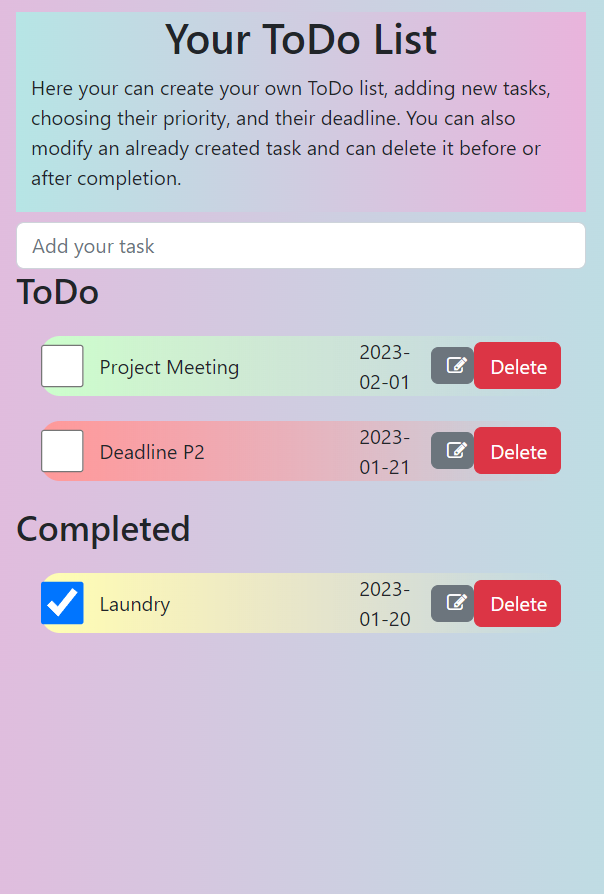 Your ToDo List
Here your can create your own ToDo list, adding new tasks,
choosing their priority, and their deadline. You can also
modify an already created task and can delete it before or
after completion.
Add your task
ToDo
Project Meeting
2023-
02-01
Delete
Deadline P2
2023-
01-21
Delete
Completed
Laundry
2023-
01-20
Delete